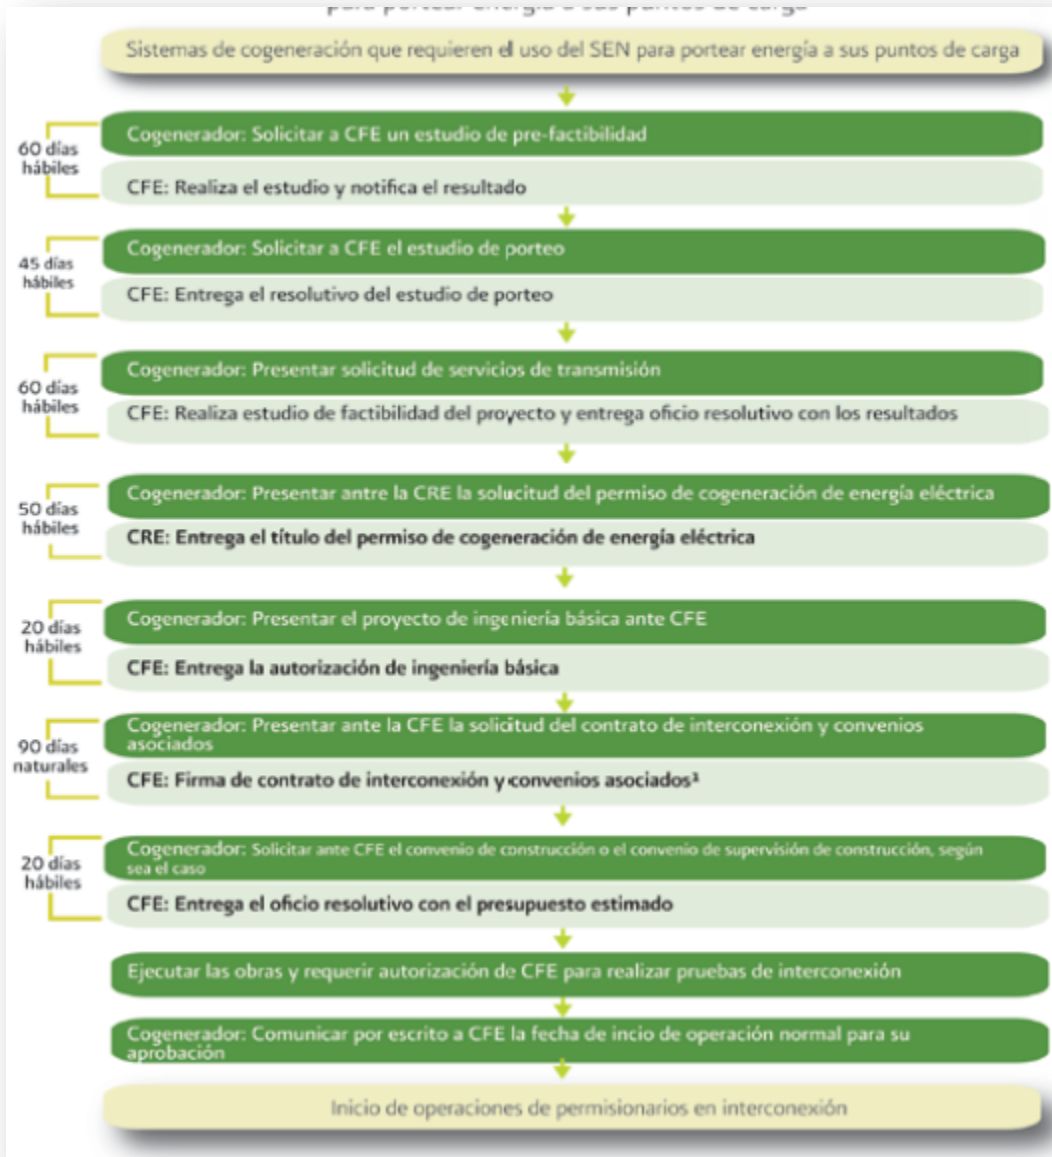 para portear energía a sus puntos de carga
Sistemas de cogeneración que requieren el uso del SEN para portear energía a sus puntos de carga
60 días
hábiles
Cogenerador: Solicitar a CFE un estudio de pre-factibilidad
CFE: Realiza el estudio y notifica el resultado
45 días
hábiles
Cogenerador: Solicitar a CFE el estudio de porteo
CFE: Entrega el resolutivo del estudio de porteo
60 días
hábiles
Cogenerador: Presentar solicitud de servicios de transmisión
CFE: Realiza estudio de factibilidad del proyecto y entrega oficio resolutivo con los resultados
50 días
hábiles
Cogenerador: Presentar antre la CRE la solucitud del permiso de cogeneración de energía eléctrica
CRE: Entrega el título del permiso de cogeneración de energía eléctrica
20 días
hábiles
Cogenerador: Presentar el proyecto de ingeniería básica ante CFE
CFE: Entrega la autorización de ingeniería básica
90 días
naturales
Cogenerador: Presentar ante la CFE la solicitud del contrato de interconexión y convenios
asociados
CFE: Firma de contrato de interconexión y convenios asociados³
20 días
hábiles
Cogenerador: Solicitar ante CFE el convenio de construcción o el convenio de supervisión de construcción, según
sea el caso
CFE: Entrega el oficio resolutivo con el presupuesto estimado
Ejecutar las obras y requerir autorización de CFE para realizar pruebas de interconexión
Cogenerador: Comunicar por escrito a CFE la fecha de incio de operación normal para su
aprobación
Inicio de operaciones de permisionarios en interconexión